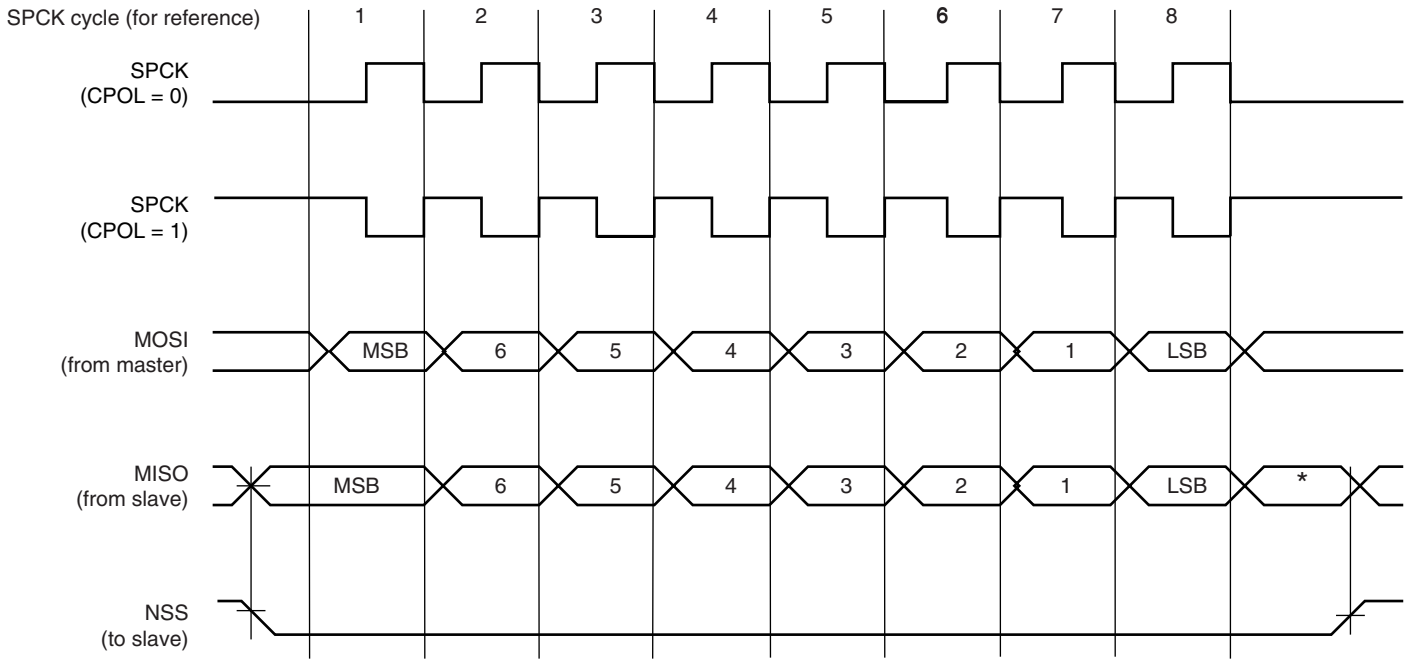 SPCK cycle (for reference) 1 2 3 4 5 6 7 8
SPCK
(CPOL = 0)
SPCK
(CPOL = 1)
MOSI
(from master)
MSB 6 5 4 3 2 1 LSB
MISO
(from slave)
MSB 6 5 4 3 2 1 LSB *
NSS
(to slave)